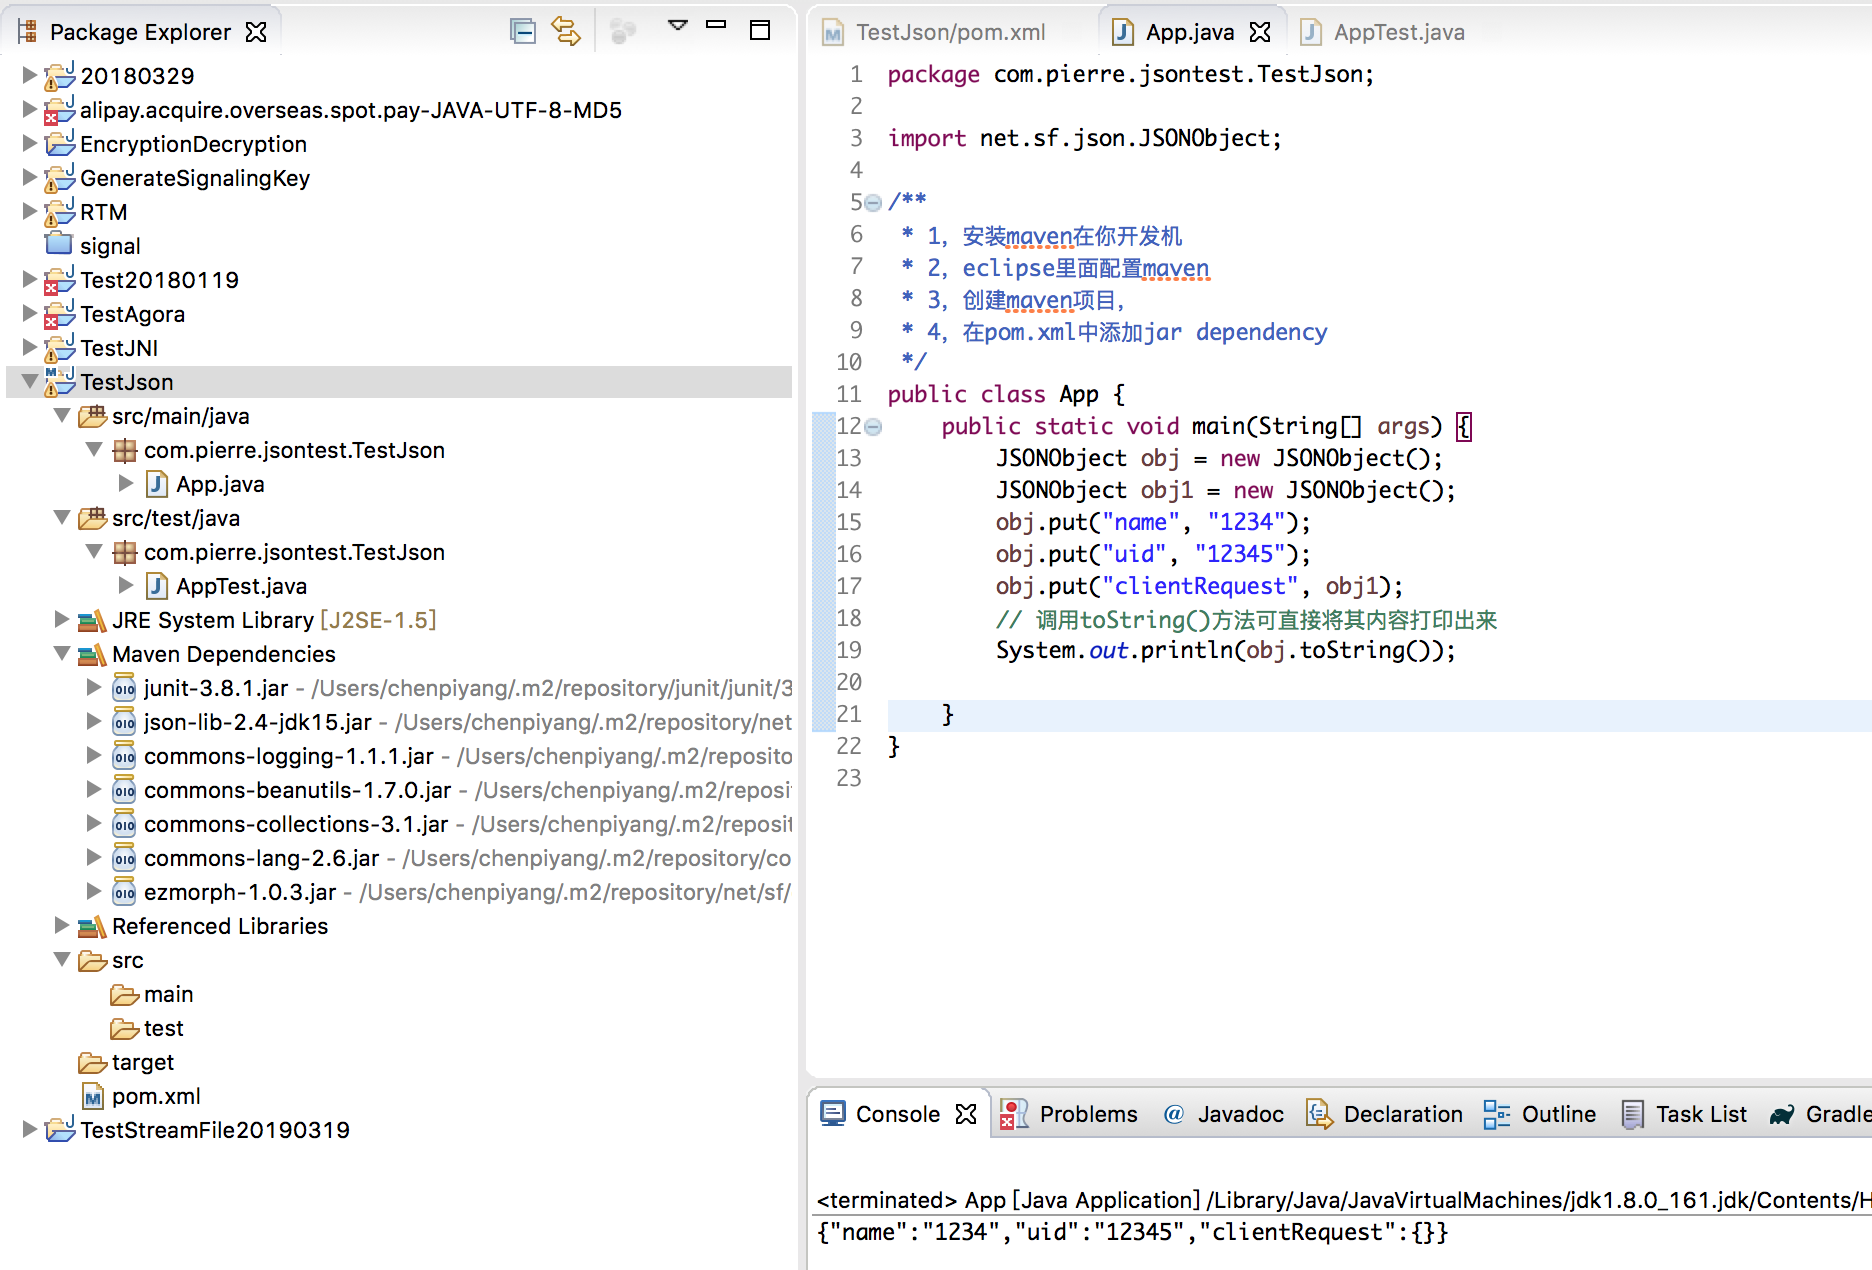 Package Explorer
20180329
alipay.acquire.overseas.spot.pay-JAVA-UTF-8-MD5
EncryptionDecryption
GenerateSignalingKey
RTM
signal
Test20180119
TestAgora
TestJNI
TestJson
src/main/java
com.pierre.jsontest.TestJson
App.java
src/test/java
com.pierre.jsontest.TestJson
AppTest.java
JRE System Library [J2SE-1.5]
Maven Dependencies
junit-3.8.1.jar - /Users/chenpiyang/.m2/repository/junit/junit/3
json-lib-2.4-jdk15.jar - /Users/chenpiyang/.m2/repository/net
commons-logging-1.1.1.jar - /Users/chenpiyang/.m2/reposito
commons-beanutils-1.7.0.jar - /Users/chenpiyang/.m2/reposi
commons-collections-3.1.jar - /Users/chenpiyang/.m2/reposit
commons-lang-2.6.jar - /Users/chenpiyang/.m2/repository/co
ezmorph-1.0.3.jar - /Users/chenpiyang/.m2/repository/net/sf/
Referenced Libraries
src
main
test
target
pom.xml
TestStreamFile20190319
TestJson/pom.xml App.java AppTest.java
1 package com.pierre.jsontest.TestJson;
2
3 import net.sf.json.JSONObject;
4
5 /**
6 * 1，安装maven在你开发机
7 * 2，eclipse里面配置maven
8 * 3，创建maven项目，
9 * 4，在pom.xml中添加jar dependency
10 */
11 public class App {
12 public static void main(String[] args) {
13 JSONObject obj = new JSONObject();
14 JSONObject obj1 = new JSONObject();
15 obj.put("name", "1234");
16 obj.put("uid", "12345");
17 obj.put("clientRequest", obj1);
18 // 调用toString()方法可直接将其内容打印出来
19 System.out.println(obj.toString());
20
21 }
22 }
23
Console Problems @ Javadoc Declaration Outline Task List Gradle
<terminated> App [Java Application] /Library/Java/JavaVirtualMachines/jdk1.8.0_161.jdk/Contents/H
{"name":"1234","uid":"12345","clientRequest":{}}